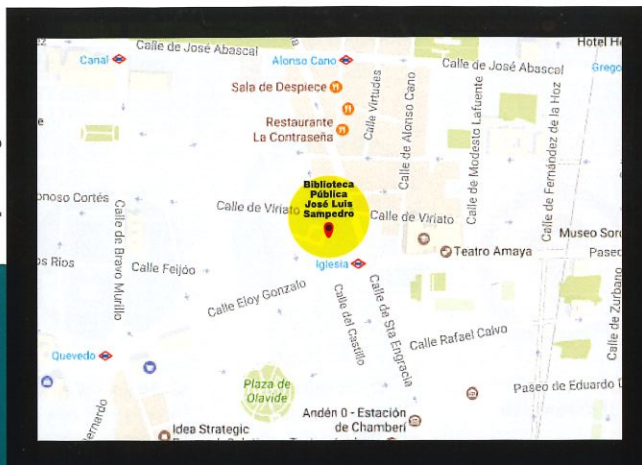 Hotel H
Calle de José Abascal
Canal
Alonso Cano
Calle de José Abascal
Grego
Sala de Despiece
Calle Virtudes
Calle de Alonso Cano
Calle de Modesto Lafuente
Calle de Fernández de la Hoz
Restaurante
La Contraseña
Biblioteca
Pública
José Luis
Sampedro
onoso Cortés
Calle de Viriato
Calle de Viriato
Calle de Bravo Murillo
Museo Soro
Teatro Amaya
Paseo
os Rios
Calle Feijóo
Iglesia
Calle Eloy Gonzalo
Calle del Castillo
Calle de Sta Engracia
Calle Rafael Calvo
Calle de Zurbano
Quevedo
Plaza de
Olavide
Paseo de Eduardo D
Andén 0 - Estación
de Chamberí
ernardo
Idea Strategic